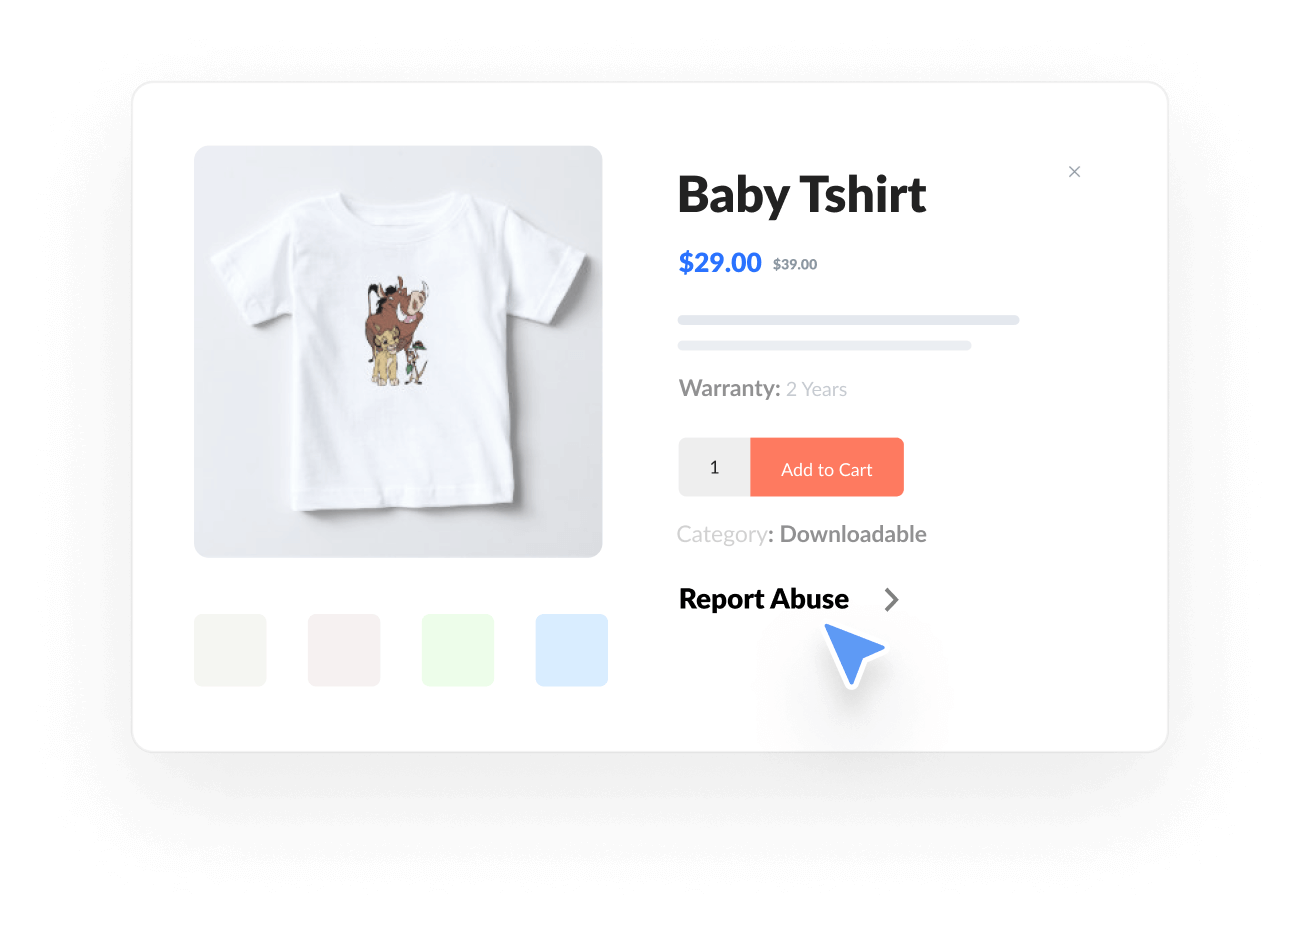 Baby Tshirt
$29.00 $39.00
Warranty: 2 Years
1 Add to Cart
Category: Downloadable
Report Abuse